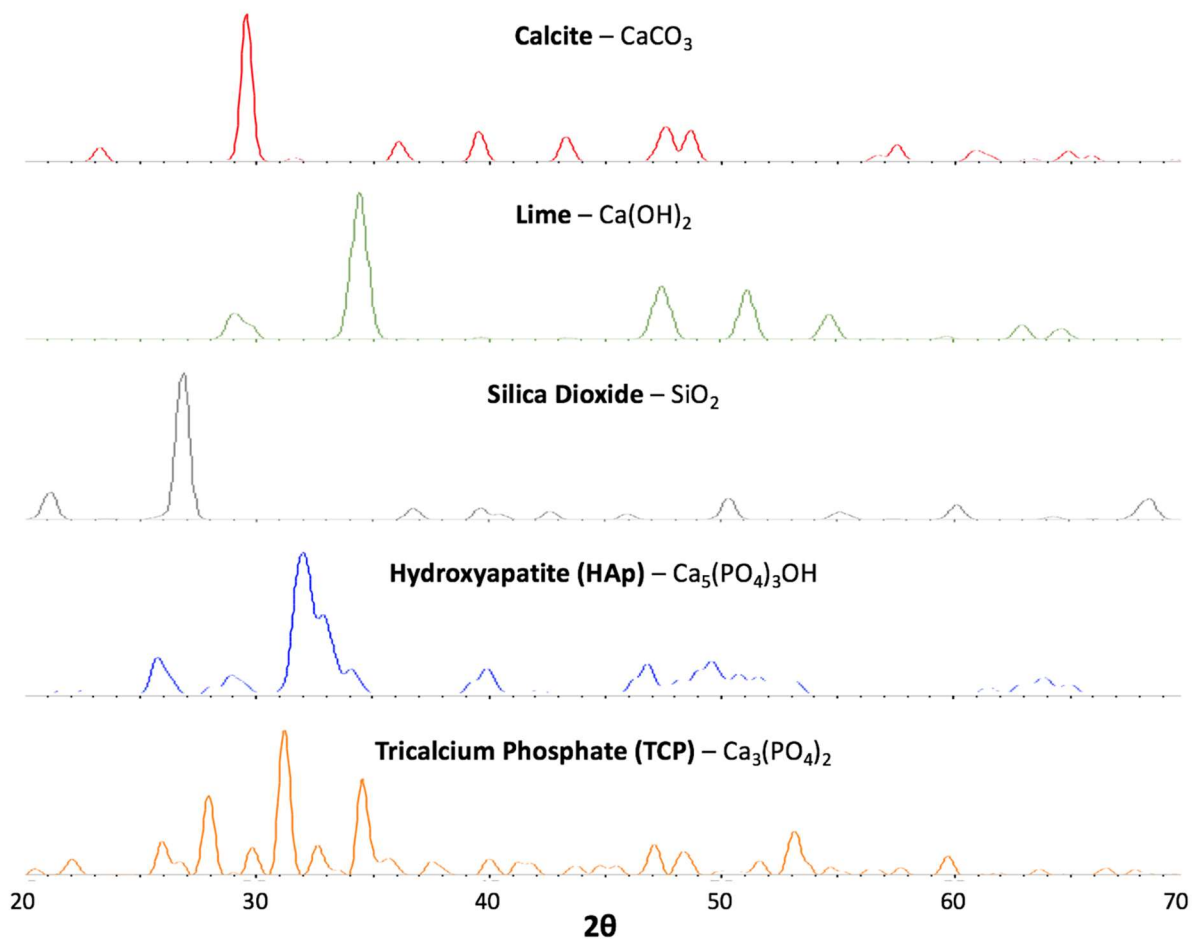 Calcite – CaCO₃
Lime – Ca(OH)₂
Silica Dioxide – SiO₂
Hydroxyapatite (HAp) – Ca₅(PO₄)₃OH
Tricalcium Phosphate (TCP) – Ca₃(PO₄)₂
20 30 40 50 60 70
2θ